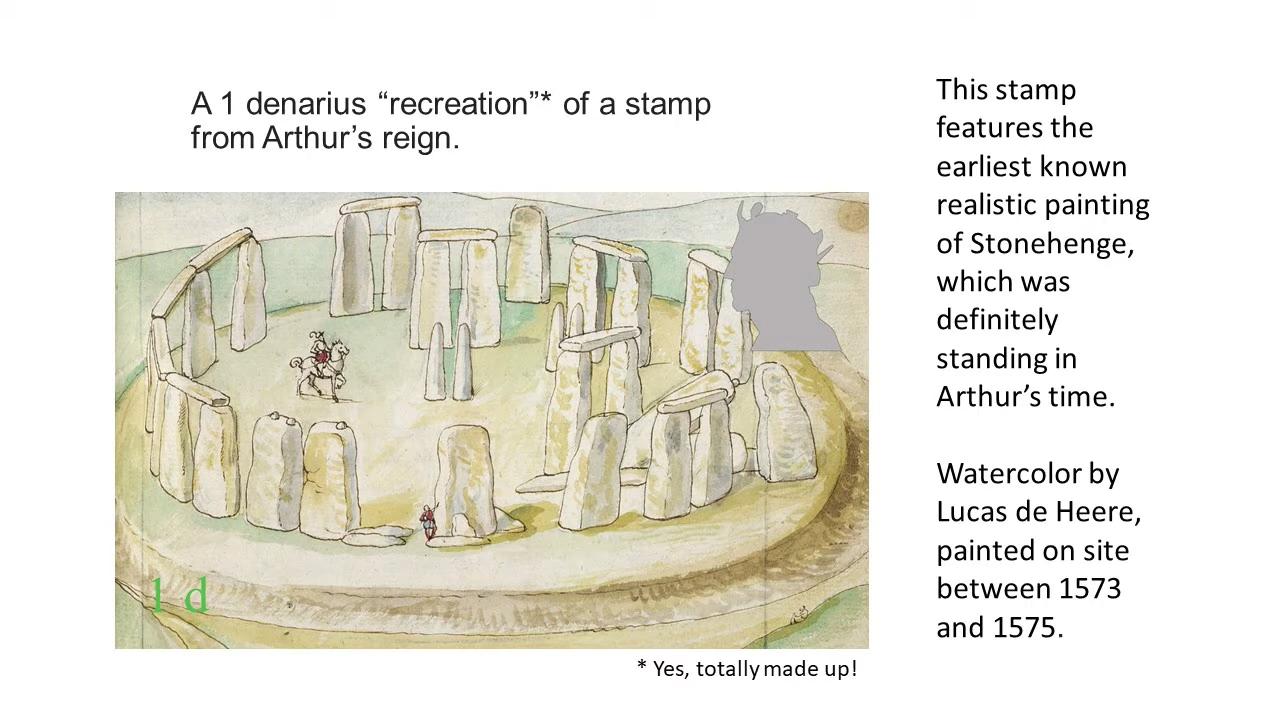 A 1 denarius “recreation”* of a stamp
from Arthur’s reign.
This stamp
features the
earliest known
realistic painting
of Stonehenge,
which was
definitely
standing in
Arthur’s time.
Watercolor by
Lucas de Heere,
painted on site
between 1573
and 1575.
1 d
* Yes, totally made up!